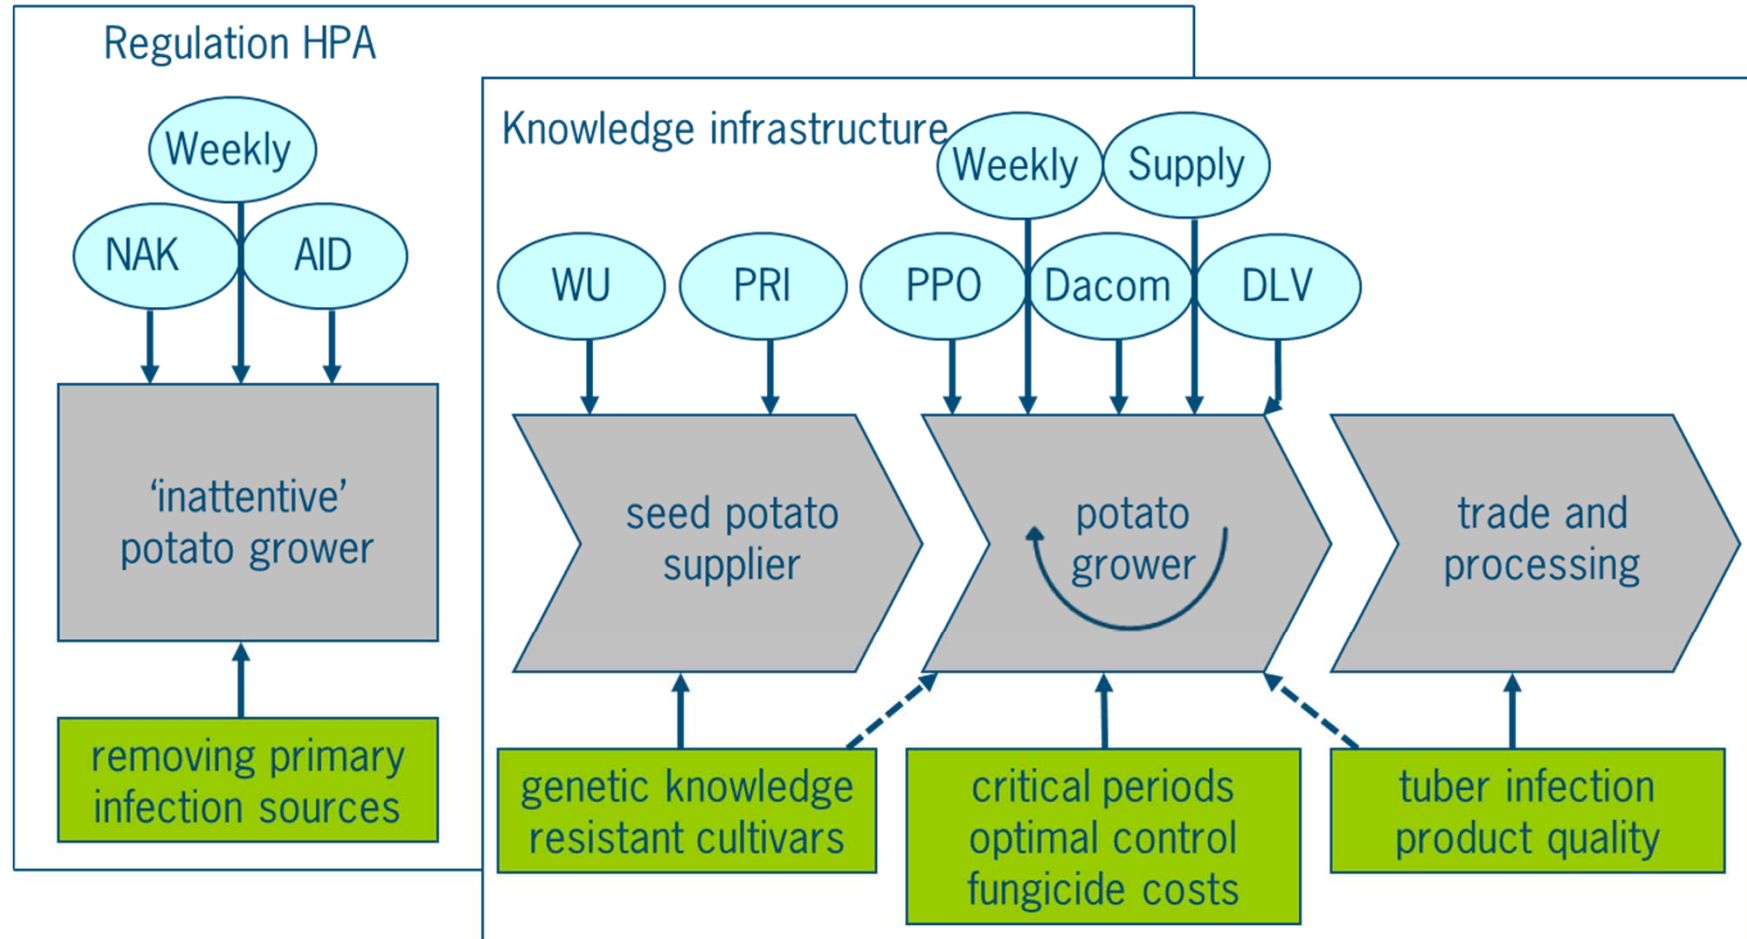 Regulation HPA
Weekly
NAK
AID
'inattentive'
potato grower
removing primary
infection sources
Knowledge infrastructure
Weekly
Supply
WU
PRI
PPO
Dacom
DLV
seed potato
supplier
potato
grower
trade and
processing
genetic knowledge
resistant cultivars
critical periods
optimal control
fungicide costs
tuber infection
product quality